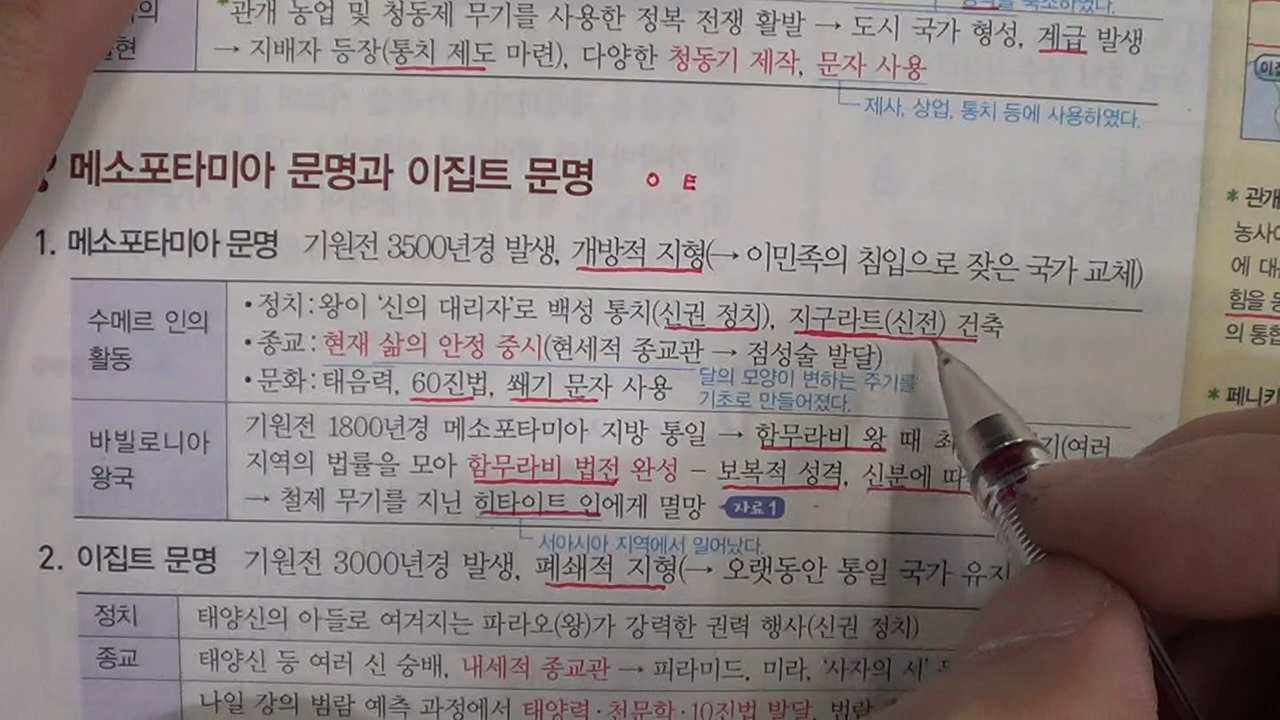 *관개 농업 및 청동제 무기를 사용한 정복 전쟁 활발 → 도시 국가 형성, 계급 발생
→ 지배자 등장(통치 제도 마련), 다양한 청동기 제작, 문자 사용
제사, 상업, 통치 등에 사용하였다.
메소포타미아 문명과 이집트 문명 O E
1. 메소포타미아 문명 기원전 3500년경 발생, 개방적 지형(→ 이민족의 침입으로 잦은 국가 교체)
수메르 인의 활동
• 정치 : 왕이 '신의 대리자'로 백성 통치(신권 정치), 지구라트(신전) 건축
• 종교 : 현재 삶의 안정 중시(현세적 종교관 → 점성술 발달)
• 문화 : 태음력, 60진법, 쐐기 문자 사용
달의 모양이 변하는 주기를
기초로 만들어졌다.
바빌로니아 왕국
기원전 1800년경 메소포타미아 지방 통일 → 함무라비 왕 때 (여러
지역의 법률을 모아 함무라비 법전 완성 – 보복적 성격, 신분에
→ 철제 무기를 지닌 히타이트 인에게 멸망 자료 1
서아시아 지역에서 일어났다.
2. 이집트 문명 기원전 3000년경 발생, 폐쇄적 지형(→ 오랫동안 통일 국가 유지
정치 태양신의 아들로 여겨지는 파라오(왕)가 강력한 권력 행사(신권 정치)
종교 태양신 등 여러 신 숭배, 내세적 종교관 → 피라미드, 미라, '사자의 서'
나일 강의 범람 예측 과정에서 태양력·천문학·10진법 발달, 범람
* 관개
에 대
힘을
의 통합
* 페니키